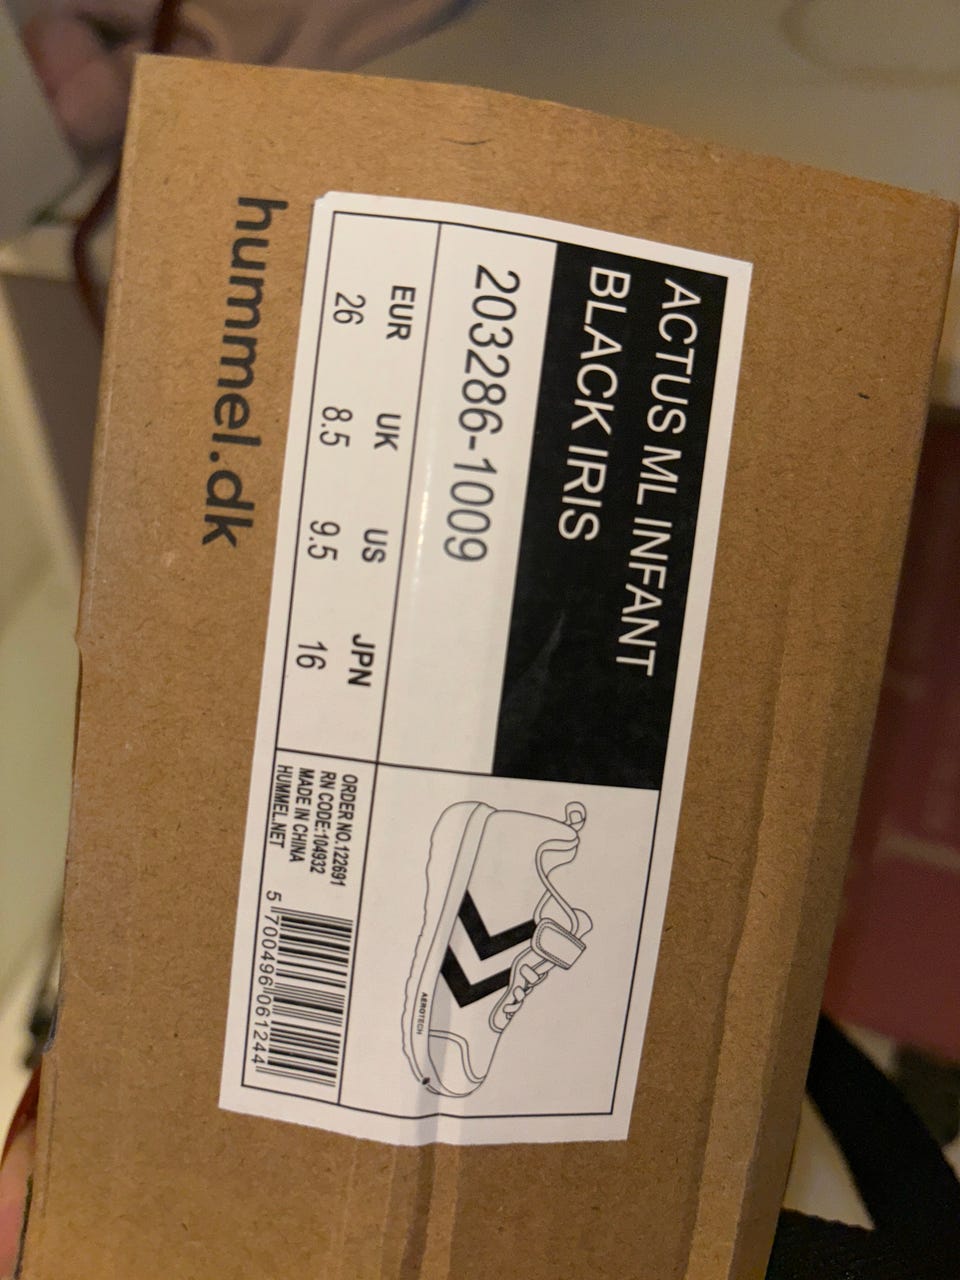 ACTUS ML INFANT
BLACK IRIS
203286-1009
EUR UK US JPN
26 8.5 9.5 16
ORDER NO.122691
RN CODE:104932
MADE IN CHINA
HUMMEL.NET
5 700496 061244
AEROTECH
hummel.dk